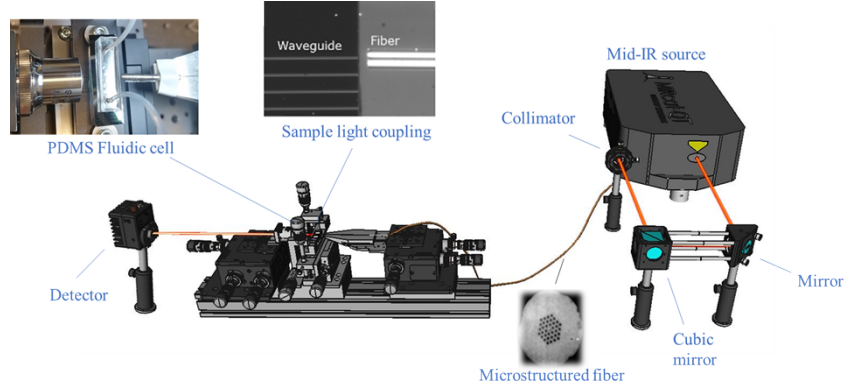 Waveguide
Fiber
Mid-IR source
Collimator
Sample light coupling
PDMS Fluidic cell
Detector
Mirror
Cubic
mirror
Microstructured fiber